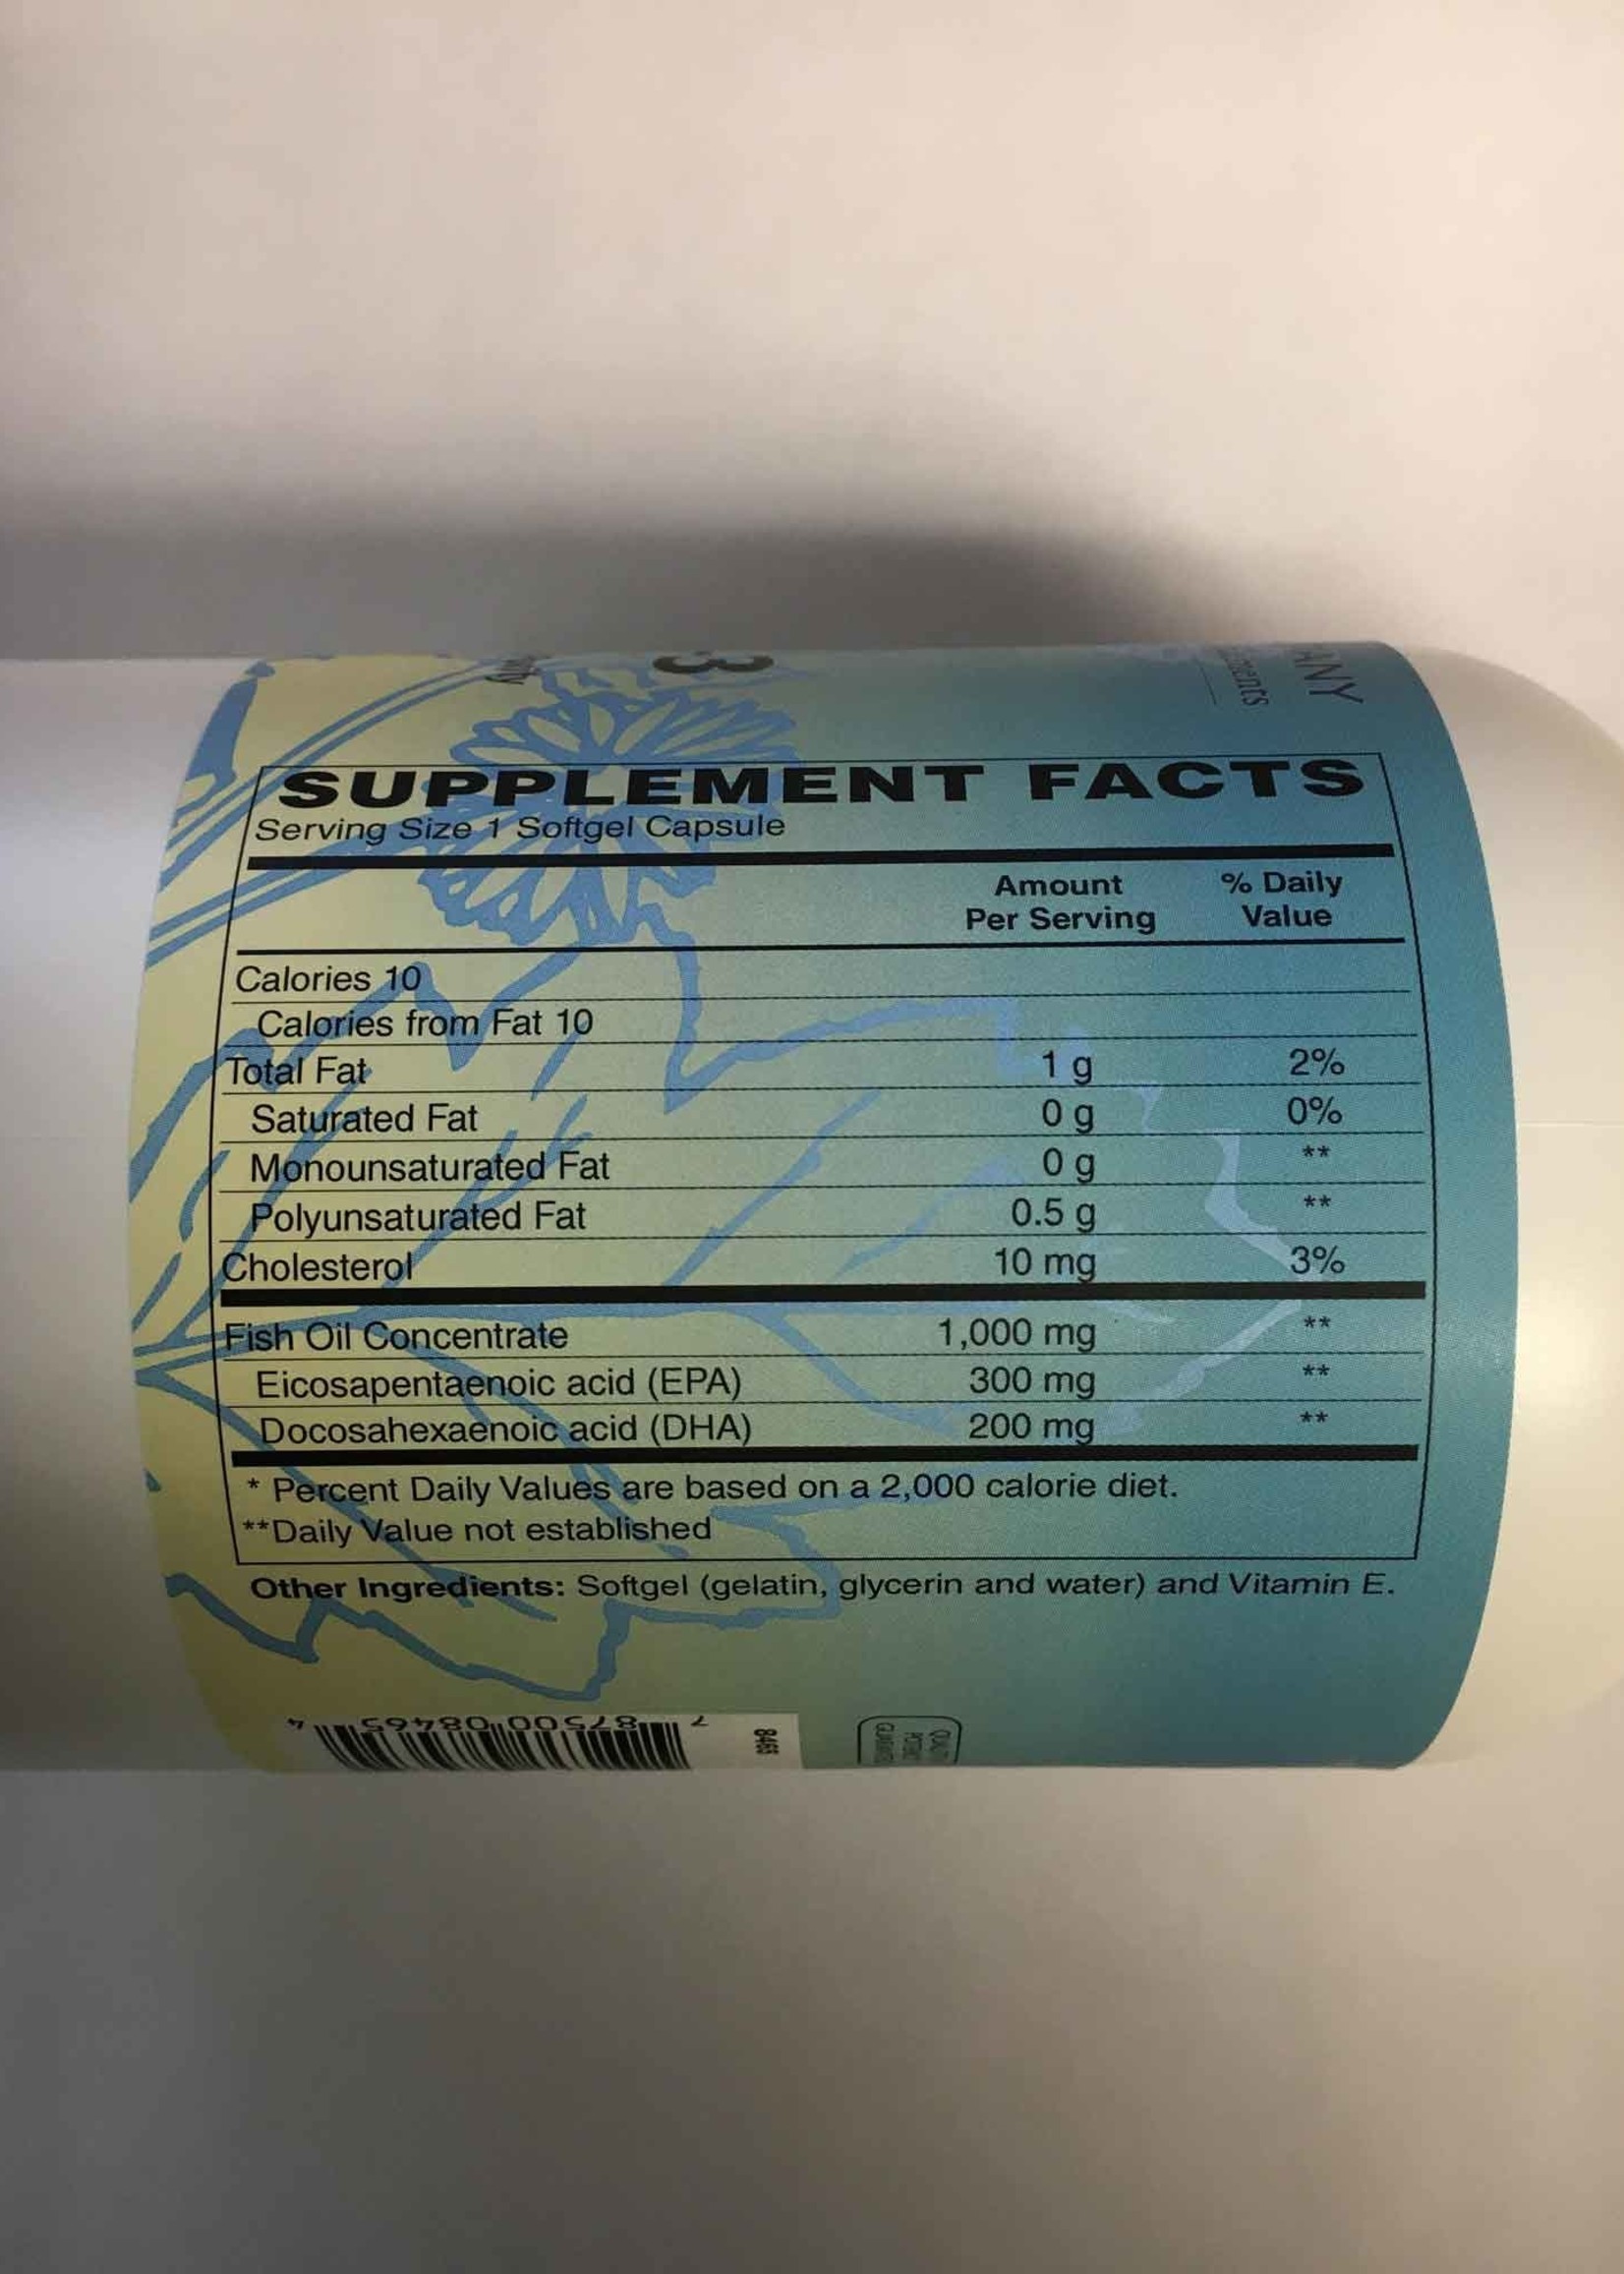 3
ANY
SUPPLEMENT FACTS
Serving Size 1 Softgel Capsule
Amount Per Serving % Daily Value
Calories 10
Calories from Fat 10
Total Fat 1 g 2%
Saturated Fat 0 g 0%
Monounsaturated Fat 0 g **
Polyunsaturated Fat 0.5 g **
Cholesterol 10 mg 3%
Fish Oil Concentrate 1,000 mg **
Eicosapentaenoic acid (EPA) 300 mg **
Docosahexaenoic acid (DHA) 200 mg **
* Percent Daily Values are based on a 2,000 calorie diet.
**Daily Value not established
Other Ingredients: Softgel (gelatin, glycerin and water) and Vitamin E.
7 87500 08465 4
8465